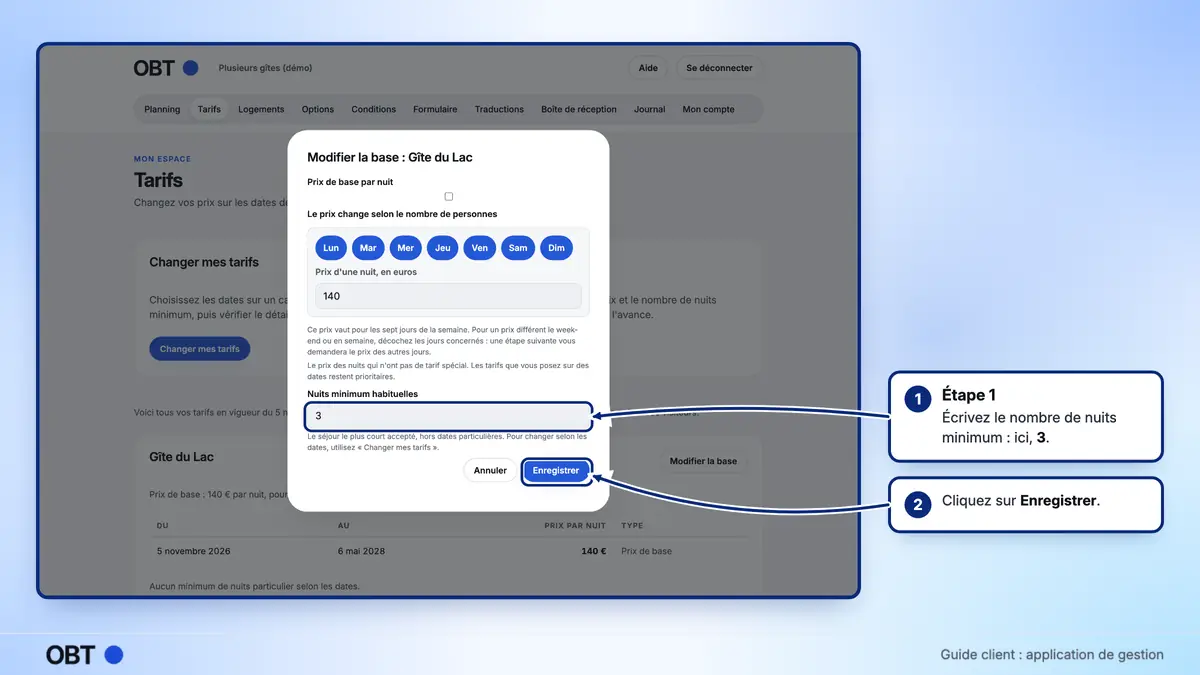 OBT
Plusieurs gîtes (démo)
Aide
Se déconnecter
Planning
Tarifs
Logements
Options
Conditions
Formulaire
Traductions
Boîte de réception
Journal
Mon compte
MON ESPACE
Tarifs
Changez vos prix sur les dates de
Changer mes tarifs
Choisissez les dates sur un ca
x et le nombre de nuits
minimum, puis vérifier le détai
l'avance.
Changer mes tarifs
Voici tous vos tarifs en vigueur du 5 n
Gîte du Lac
Modifier la base
Prix de base : 140 € par nuit, pour
DU
AU
PRIX PAR NUIT
TYPE
5 novembre 2026
6 mai 2028
140 €
Prix de base
Aucun minimum de nuits particulier selon les dates.
Modifier la base : Gîte du Lac
Prix de base par nuit
Le prix change selon le nombre de personnes
Lun
Mar
Mer
Jeu
Ven
Sam
Dim
Prix d'une nuit, en euros
140
Ce prix vaut pour les sept jours de la semaine. Pour un prix différent le week-
end ou en semaine, décochez les jours concernés : une étape suivante vous
demandera le prix des autres jours.
Le prix des nuits qui n'ont pas de tarif spécial. Les tarifs que vous posez sur des
dates restent prioritaires.
Nuits minimum habituelles
3
Le séjour le plus court accepté, hors dates particulières. Pour changer selon les
dates, utilisez « Changer mes tarifs ».
Annuler
Enregistrer
1
Étape 1
Écrivez le nombre de nuits
minimum : ici, 3.
2
Cliquez sur Enregistrer.
OBT
Guide client : application de gestion